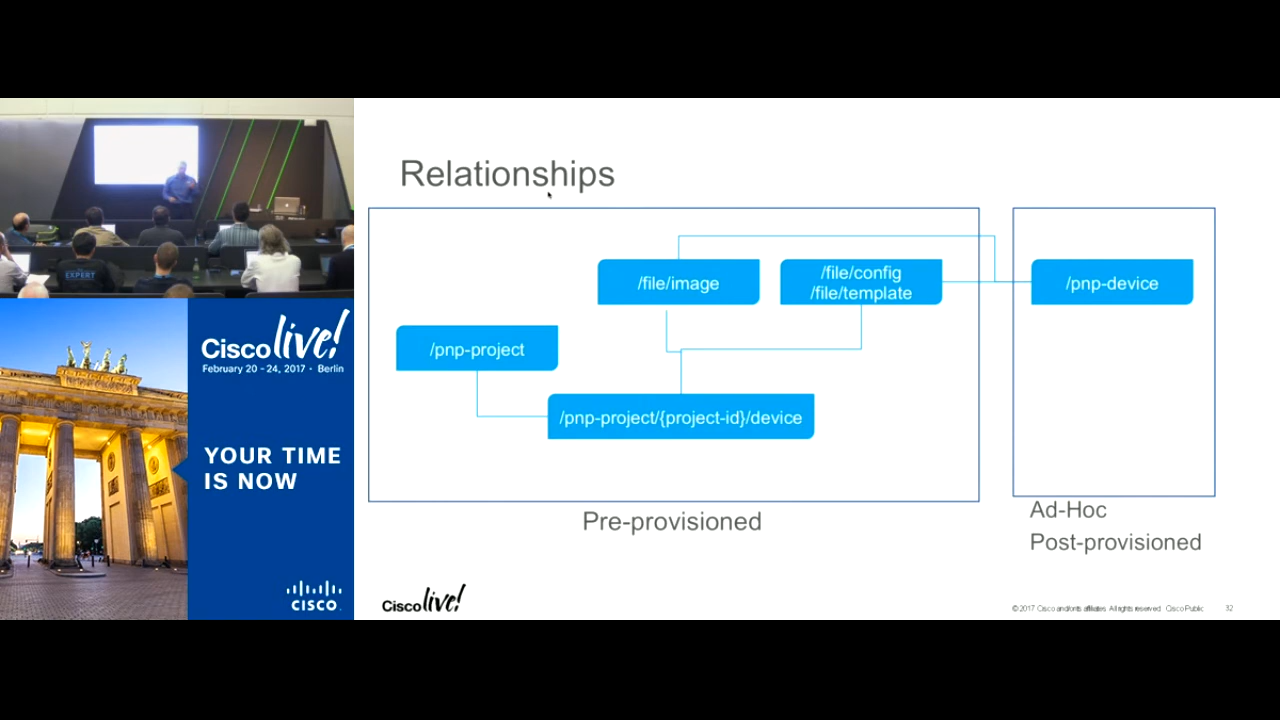 Relationships
/file/image
/file/config
/file/template
/pnp-device
/pnp-project
/pnp-project/{project-id}/device
Pre-provisioned
Ad-Hoc
Post-provisioned
Cisco live!
© 2017 Cisco and/or its affiliates. All rights reserved. Cisco Public
32
EXPERT
Cisco live!
February 20 - 24, 2017 • Berlin
YOUR TIME
IS NOW
CISCO